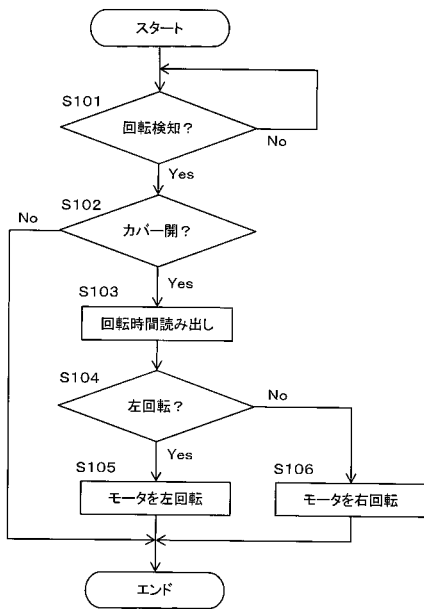 スタート
S101
回転検知?
No
Yes
S102
No
カバー開?
Yes
S103
回転時間読み出し
S104
左回転?
No
Yes
S105
モータを左回転
S106
モータを右回転
エンド